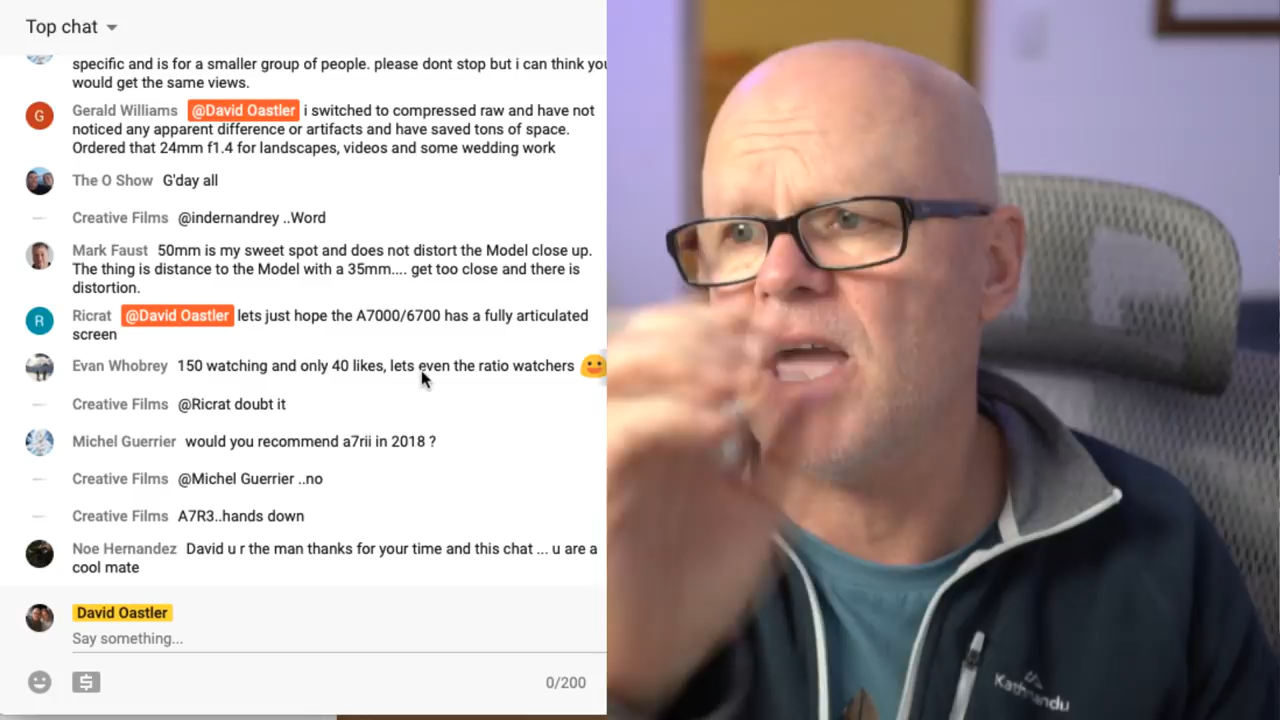 Top chat
specific and is for a smaller group of people. please dont stop but i can think you
would get the same views.
G
Gerald Williams @David Oastler i switched to compressed raw and have not
noticed any apparent difference or artifacts and have saved tons of space.
Ordered that 24mm f1.4 for landscapes, videos and some wedding work
The O Show G'day all
Creative Films @indernandrey ..Word
Mark Faust 50mm is my sweet spot and does not distort the Model close up.
The thing is distance to the Model with a 35mm.... get too close and there is
distortion.
R
Ricrat @David Oastler lets just hope the A7000/6700 has a fully articulated
screen
Evan Whobrey 150 watching and only 40 likes, lets even the ratio watchers
Creative Films @Ricrat doubt it
Michel Guerrier would you recommend a7rii in 2018 ?
Creative Films @Michel Guerrier ..no
Creative Films A7R3..hands down
Noe Hernandez David u r the man thanks for your time and this chat ... u are a
cool mate
David Oastler
Say something...
$
0/200
Kathmandu